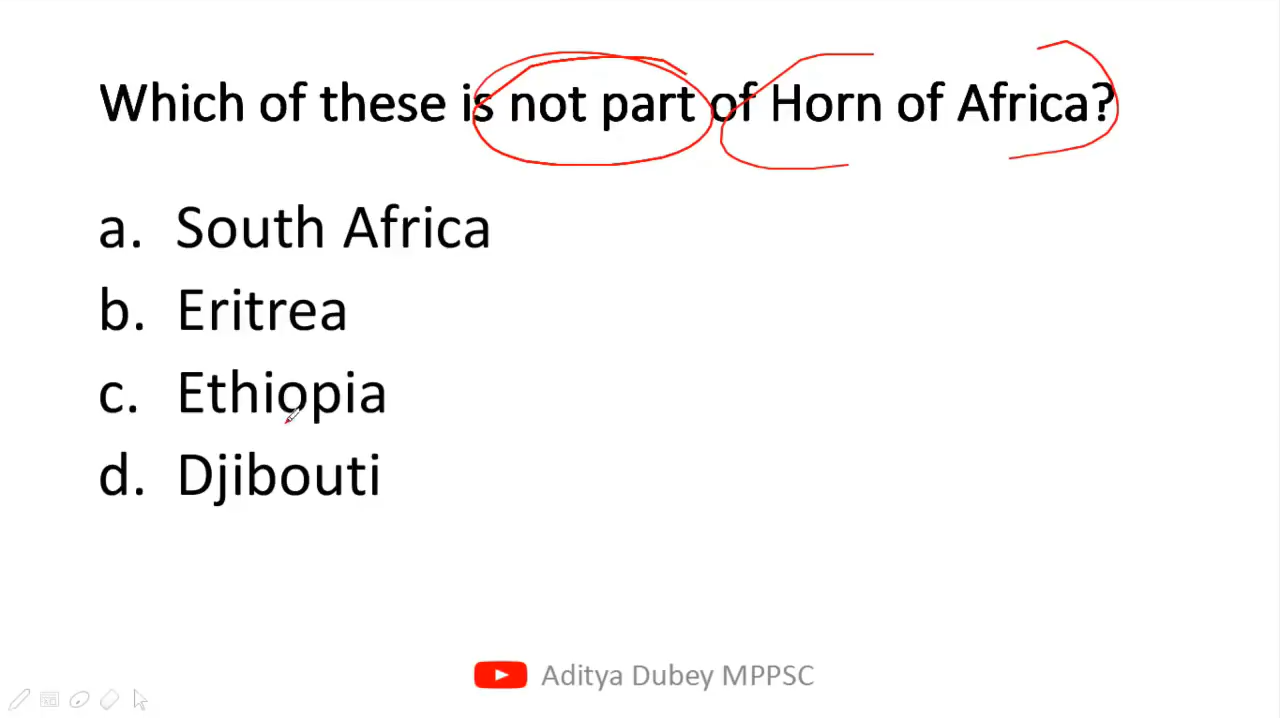 Which of these is not part of Horn of Africa?
a. South Africa
b. Eritrea
c. Ethiopia
d. Djibouti
Aditya Dubey MPPSC